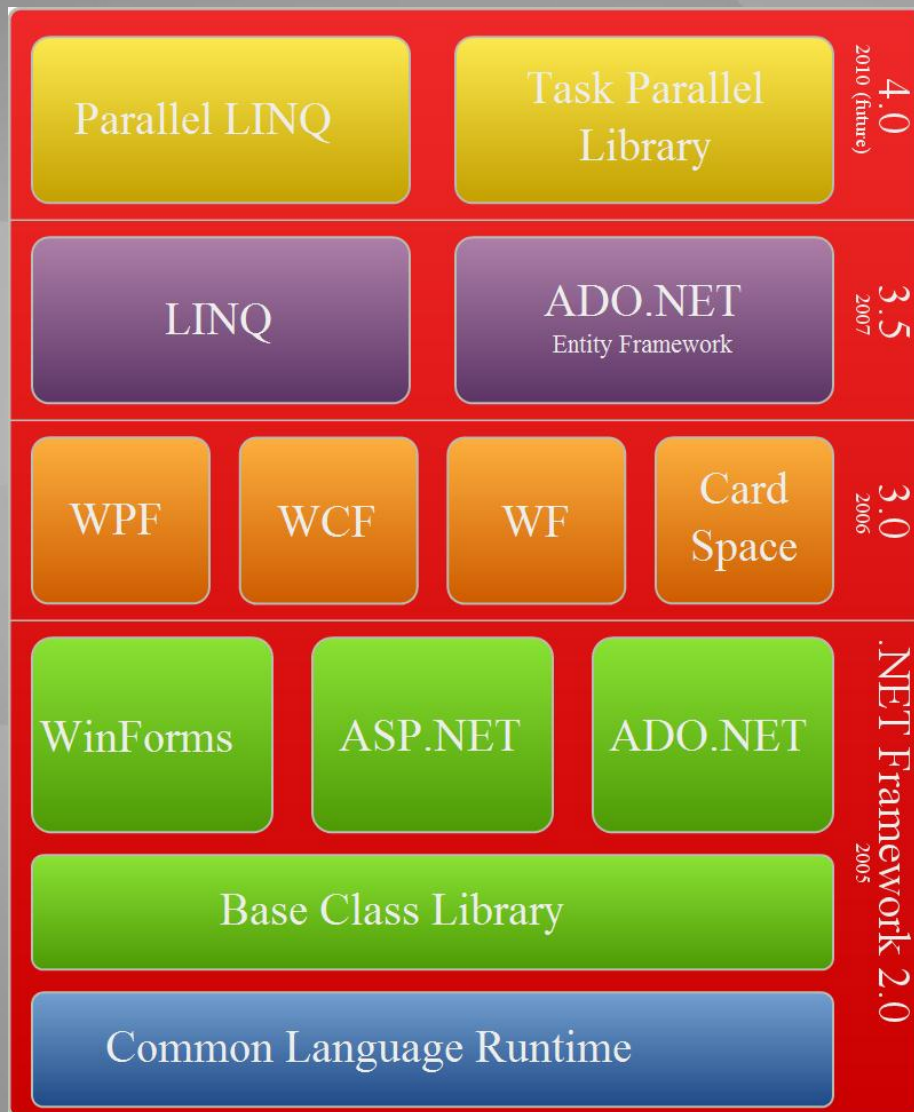 Parallel LINQ
Task Parallel
Library
4.0
2010 (future)
LINQ
ADO.NET
Entity Framework
3.5
2007
WPF
WCF
WF
Card
Space
3.0
2006
WinForms
ASP.NET
ADO.NET
Base Class Library
Common Language Runtime
.NET Framework 2.0
2005